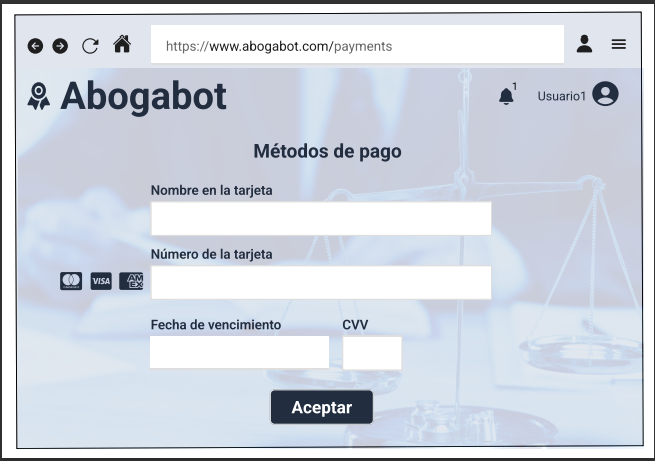 https://www.abogabot.com/payments
Abogabot
1
Usuario1
Métodos de pago
Nombre en la tarjeta
Número de la tarjeta
VISA
AM
EX
Fecha de vencimiento
CVV
Aceptar